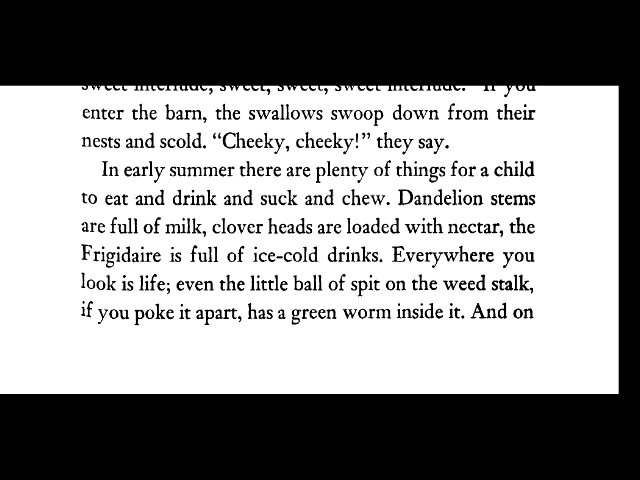 sweet interlude, sweet, sweet, sweet interlude." If you
enter the barn, the swallows swoop down from their
nests and scold. "Cheeky, cheeky!" they say.
In early summer there are plenty of things for a child
to eat and drink and suck and chew. Dandelion stems
are full of milk, clover heads are loaded with nectar, the
Frigidaire is full of ice-cold drinks. Everywhere you
look is life; even the little ball of spit on the weed stalk,
if you poke it apart, has a green worm inside it. And on